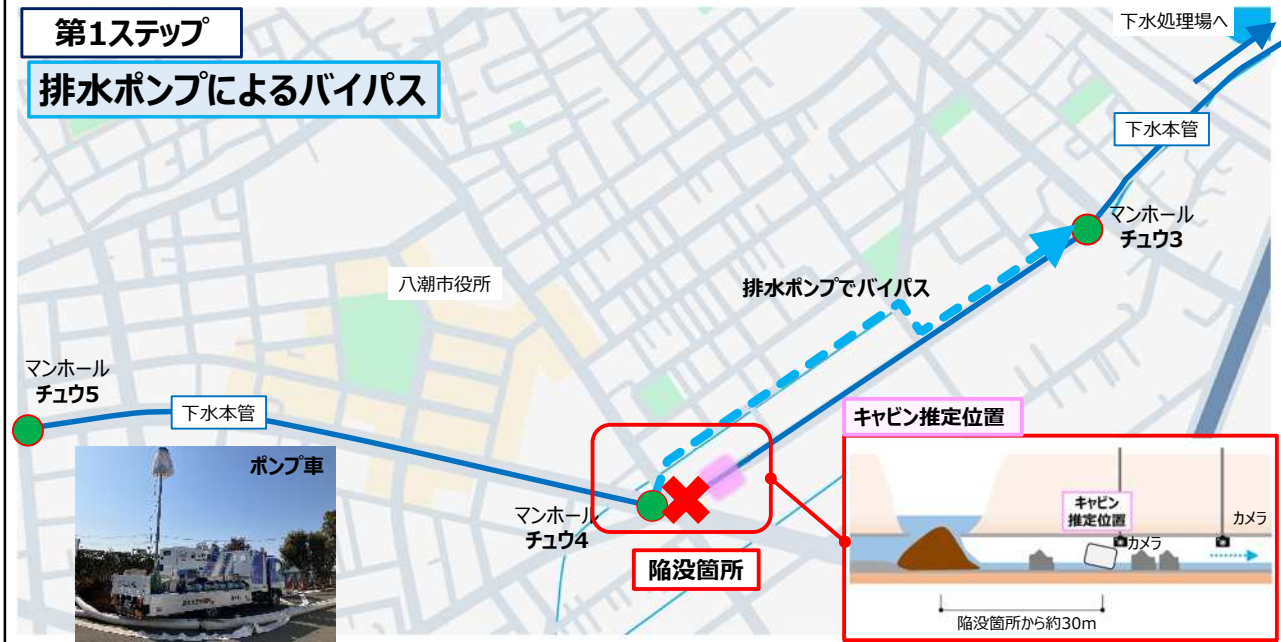 第1ステップ
排水ポンプによるバイパス
下水処理場へ
下水本管
マンホール
チュウ3
八潮市役所
排水ポンプでバイパス
マンホール
チュウ5
下水本管
キャビン推定位置
ポンプ車
マンホール
チュウ4
陥没箇所
キャビン
推定位置
カメラ
カメラ
陥没箇所から約30m